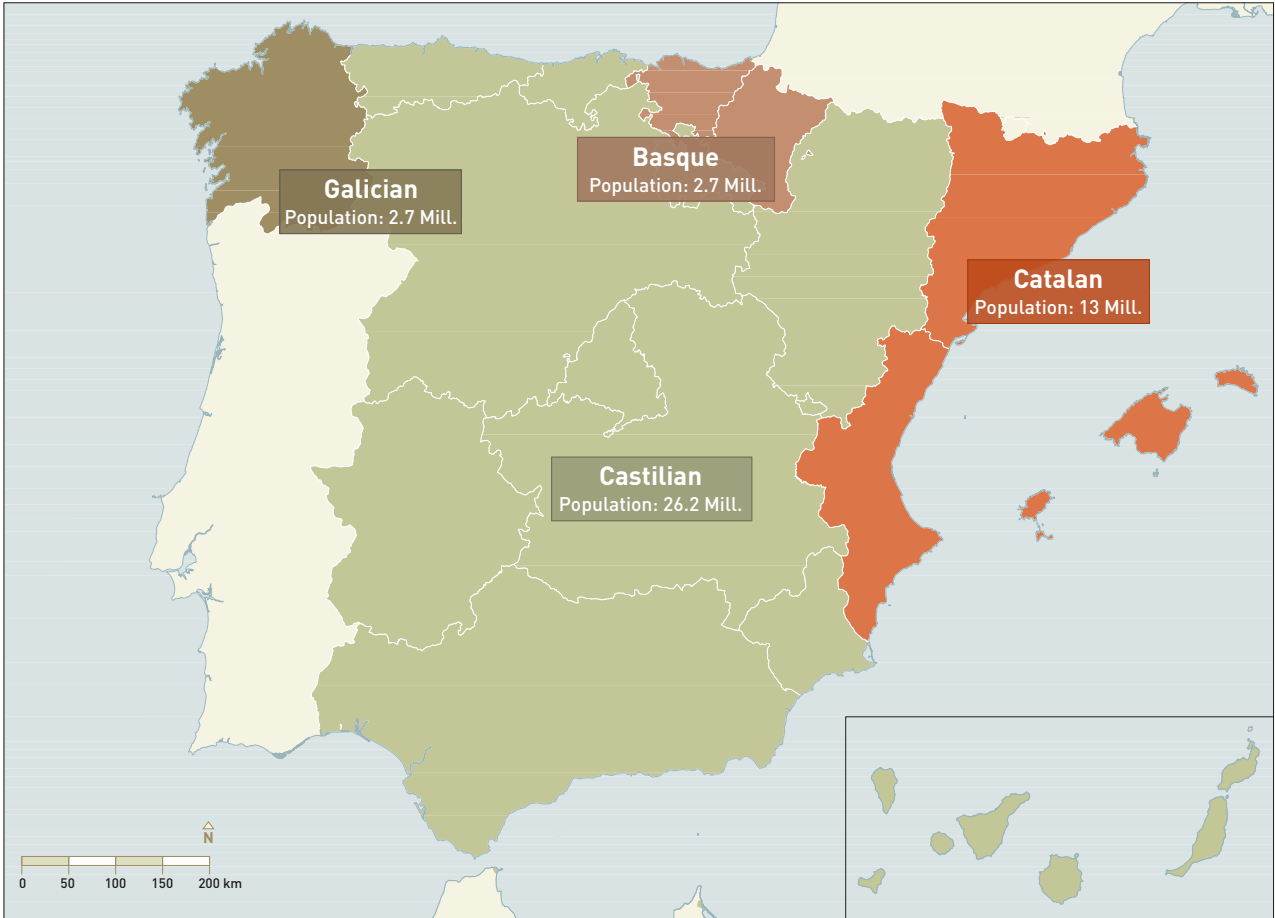 Basque
Population: 2.7 Mill.
Galician
Population: 2.7 Mill.
Catalan
Population: 13 Mill.
Castilian
Population: 26.2 Mill.
N
0 50 100 150 200 km